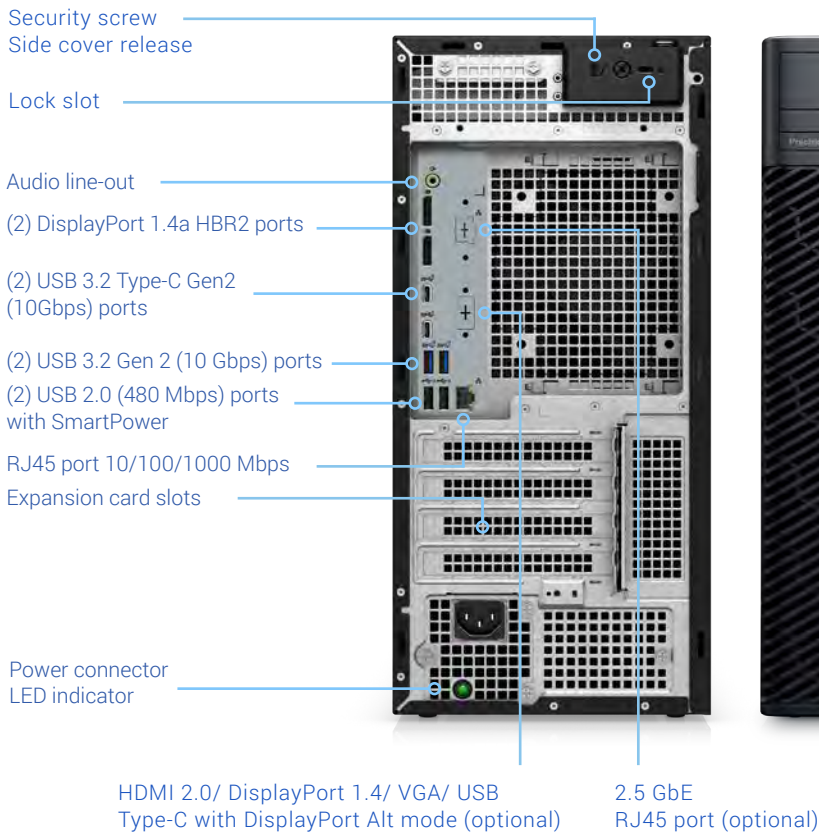 Security screw
Side cover release
Lock slot
Audio line-out
(2) DisplayPort 1.4a HBR2 ports
(2) USB 3.2 Type-C Gen2
(10Gbps) ports
(2) USB 3.2 Gen 2 (10 Gbps) ports
(2) USB 2.0 (480 Mbps) ports
with SmartPower
RJ45 port 10/100/1000 Mbps
Expansion card slots
Power connector
LED indicator
HDMI 2.0/ DisplayPort 1.4/ VGA/ USB
Type-C with DisplayPort Alt mode (optional)
2.5 GbE
RJ45 port (optional)